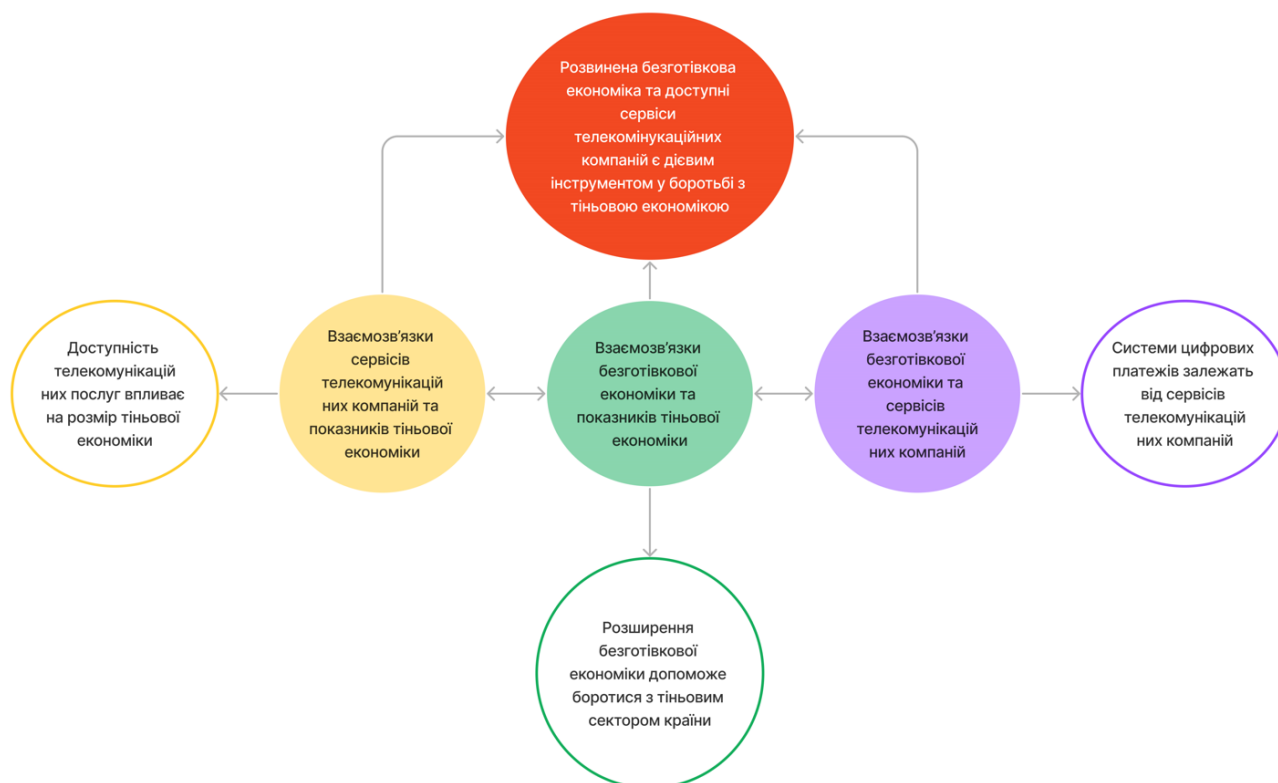 Розвинена безготівкова
економіка та доступні
сервіси
телекомінукаційних
компаній є дієвим
інструментом у боротьбі з
тіньовою економікою
Доступність
телекомунікацій
них послуг впливає
на розмір тіньової
економіки
Взаємозв’язки
сервісів
телекомунікацій
них компаній та
показників тіньової
економіки
Взаємозв’язки
безготівкової
економіки та
показників тіньової
економіки
Взаємозв’язки
безготівкової
економіки та
сервісів
телекомунікацій
них компаній
Системи цифрових
платежів залежать
від сервісів
телекомунікацій
них компаній
Розширення
безготівкової
економіки допоможе
боротися з тіньовим
сектором країни